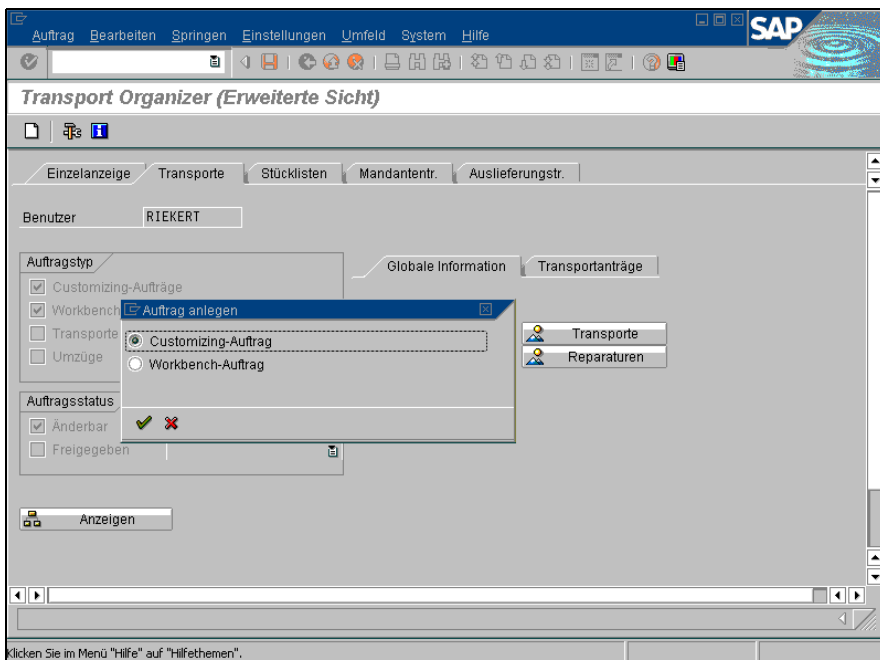 Auftrag Bearbeiten Springen Einstellungen Umfeld System Hilfe
SAP
Transport Organizer (Erweiterte Sicht)
Einzelanzeige Transporte Stücklisten Mandantentr. Auslieferungstr.
Benutzer RIEKERT
Auftragstyp
Globale Information Transportanträge
Customizing-Aufträge
Workbench
Auftrag anlegen
Transporte
Customizing-Auftrag
Transporte
Umzüge
Workbench-Auftrag
Reparaturen
Auftragsstatus
Änderbar
Freigegeben
Anzeigen
Klicken Sie im Menü "Hilfe" auf "Hilfethemen".